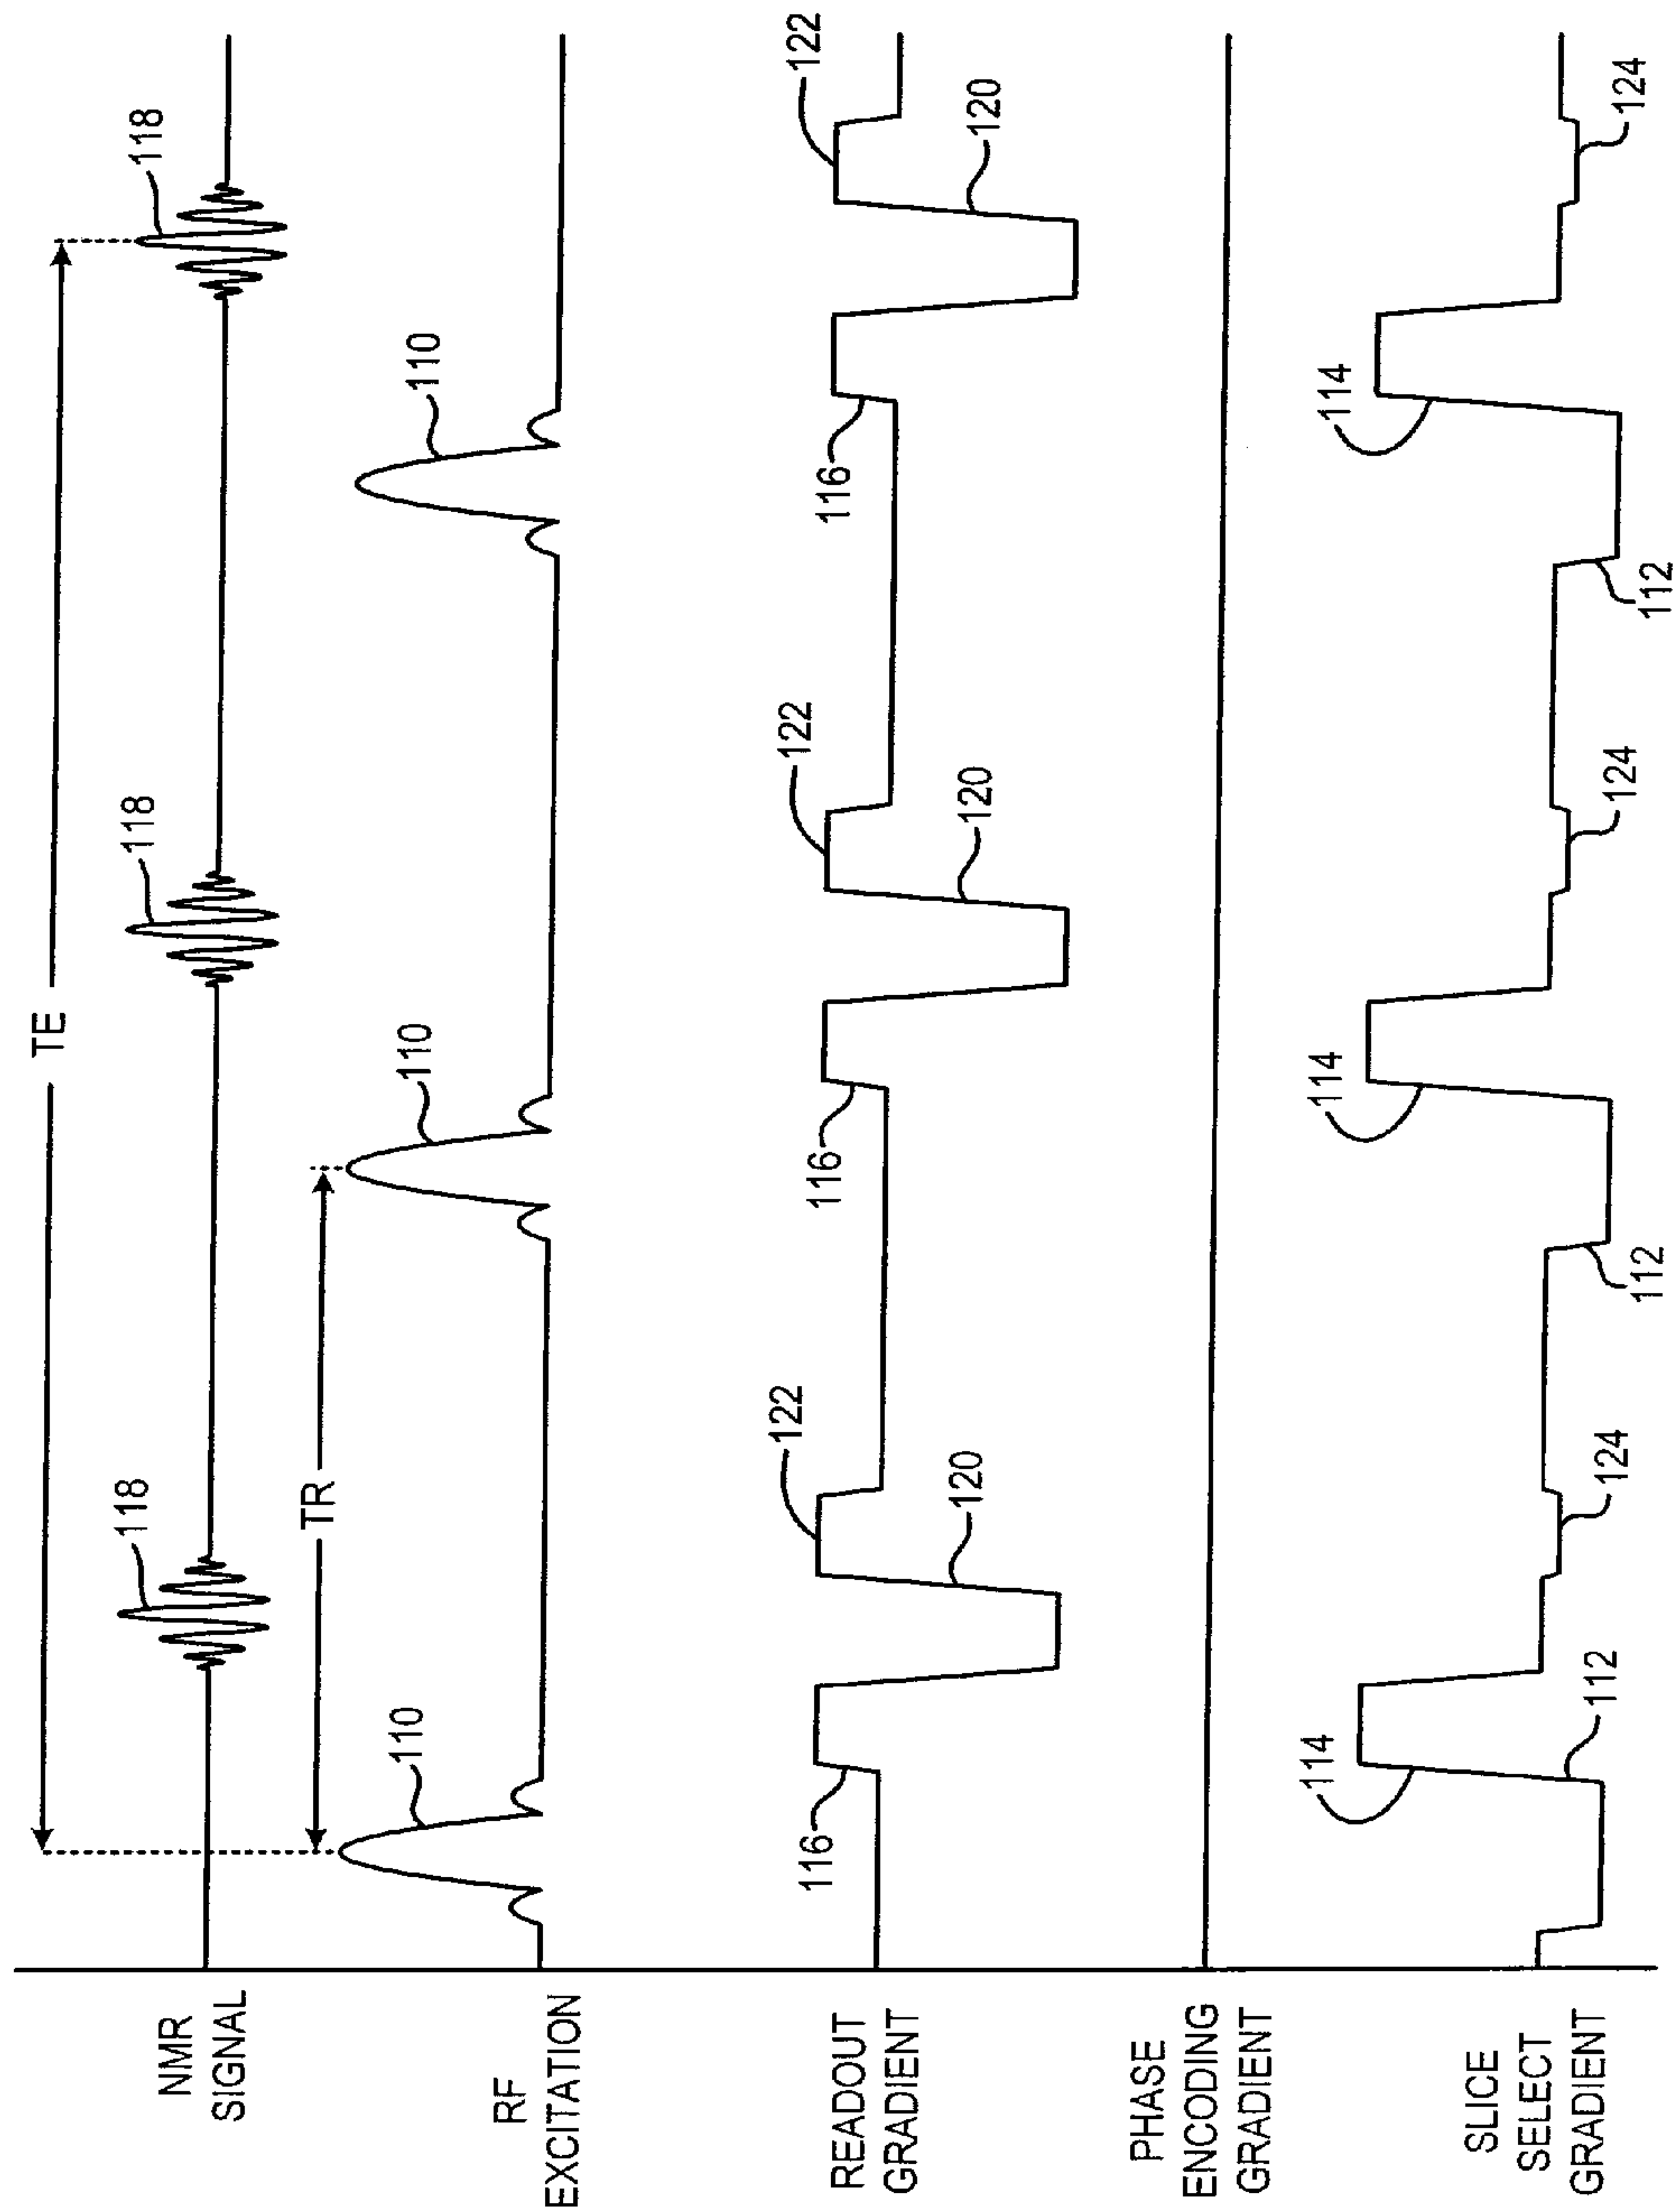 TE
NMR
SIGNAL
118
118
118
TR
RF
EXCITATION
110
110
110
READOUT
GRADIENT
116
122
120
116
122
120
116
122
120
PHASE
ENCODING
GRADIENT
SLICE
SELECT
GRADIENT
114
112
124
112
114
124
112
114
124